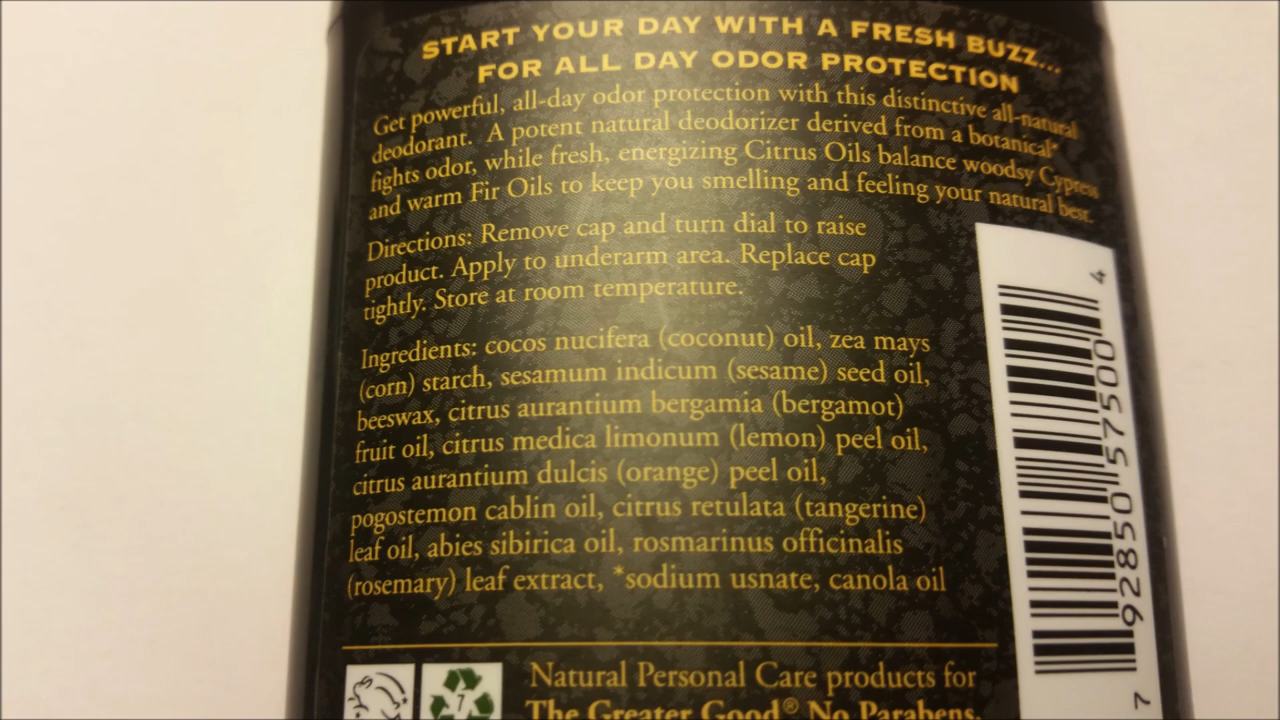 START YOUR DAY WITH A FRESH BUZZ...
FOR ALL DAY ODOR PROTECTION
Get powerful, all-day odor protection with this distinctive all-natural
deodorant. A potent natural deodorizer derived from a botanical*
fights odor, while fresh, energizing Citrus Oils balance woodsy Cypress
and warm Fir Oils to keep you smelling and feeling your natural best.
Directions: Remove cap and turn dial to raise
product. Apply to underarm area. Replace cap
tightly. Store at room temperature.
Ingredients: cocos nucifera (coconut) oil, zea mays
(corn) starch, sesamum indicum (sesame) seed oil,
beeswax, citrus aurantium bergamia (bergamot)
fruit oil, citrus medica limonum (lemon) peel oil,
citrus aurantium dulcis (orange) peel oil,
pogostemon cablin oil, citrus retulata (tangerine)
leaf oil, abies sibirica oil, rosmarinus officinalis
(rosemary) leaf extract, *sodium usnate, canola oil
7 92850 57500 4
7
Natural Personal Care products for
The Greater Good® No Parabens,